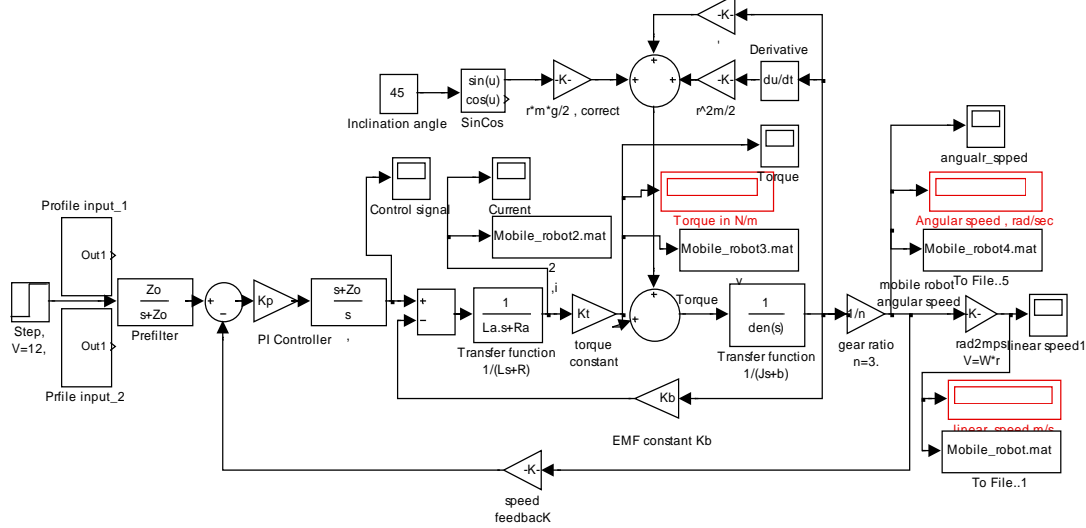 -K-
,
Derivative
45
sin(u)
cos(u)
-K-
-K-
du/dt
Inclination angle
SinCos
r*m*g/2 , correct
r^2m/2
angualr_spped
Torque
Control signal
Current
Torque in N/m
Angular speed , rad/sec
Profile input_1
Out1
Mobile_robot2.mat
Mobile_robot3.mat
Mobile_robot4.mat
2
,i
v
To File..5
mobile robot
angular speed
Step,
V=12,
Zo
s+Zo
Prefilter
+
−
Kp
s+Zo
s
PI Controller
,
+
−
1
La.s+Ra
Transfer function
1/(Ls+R)
Kt
torque
constant
+
+
Torque
1
den(s)
Transfer function
1/(Js+b)
1/n
gear ratio
n=3.
K-
rad2mps
V=W*r
linear speed1
Out1
Prfile input_2
Kb
EMF constant Kb
linear speed m/s
Mobile_robot.mat
To File..1
-K-
speed
feedbacK
+
+
+